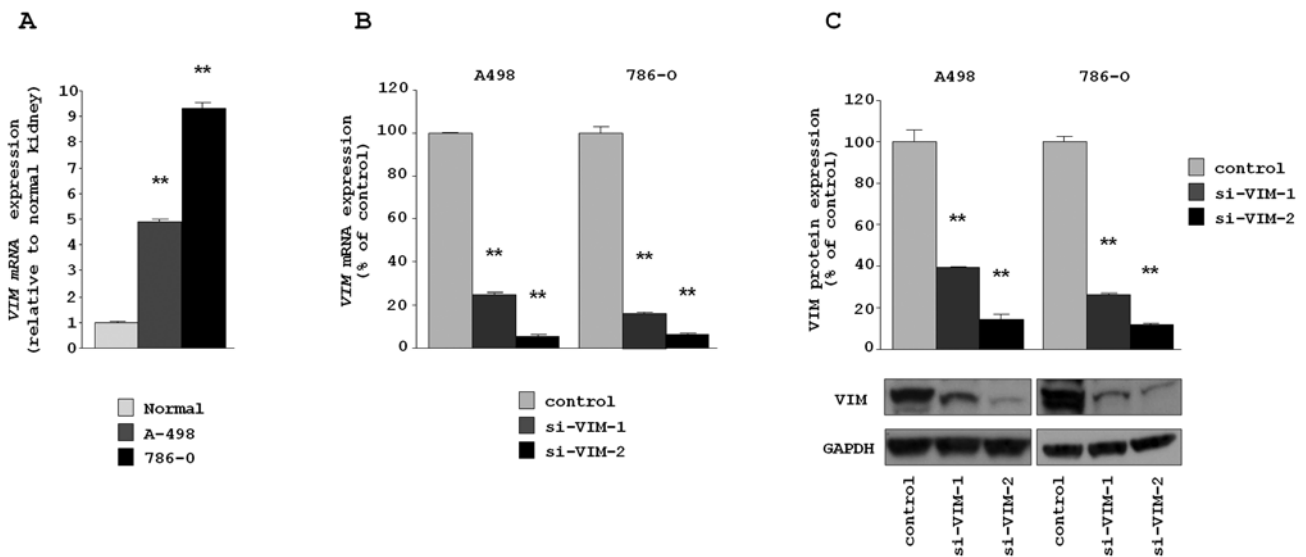 A
VIM mRNA expression
(relative to normal kidney)
10
9
8
7
6
5
4
3
2
1
0
**
**
Normal
A-498
786-0
B
A498
786-O
VIM mRNA expression
(% of control)
120
100
80
60
40
20
0
**
**
**
**
control
si-VIM-1
si-VIM-2
C
A498
786-O
VIM protein expression
(% of control)
120
100
80
60
40
20
0
**
**
**
**
control
si-VIM-1
si-VIM-2
VIM
GAPDH
control
si-VIM-1
si-VIM-2
control
si-VIM-1
si-VIM-2